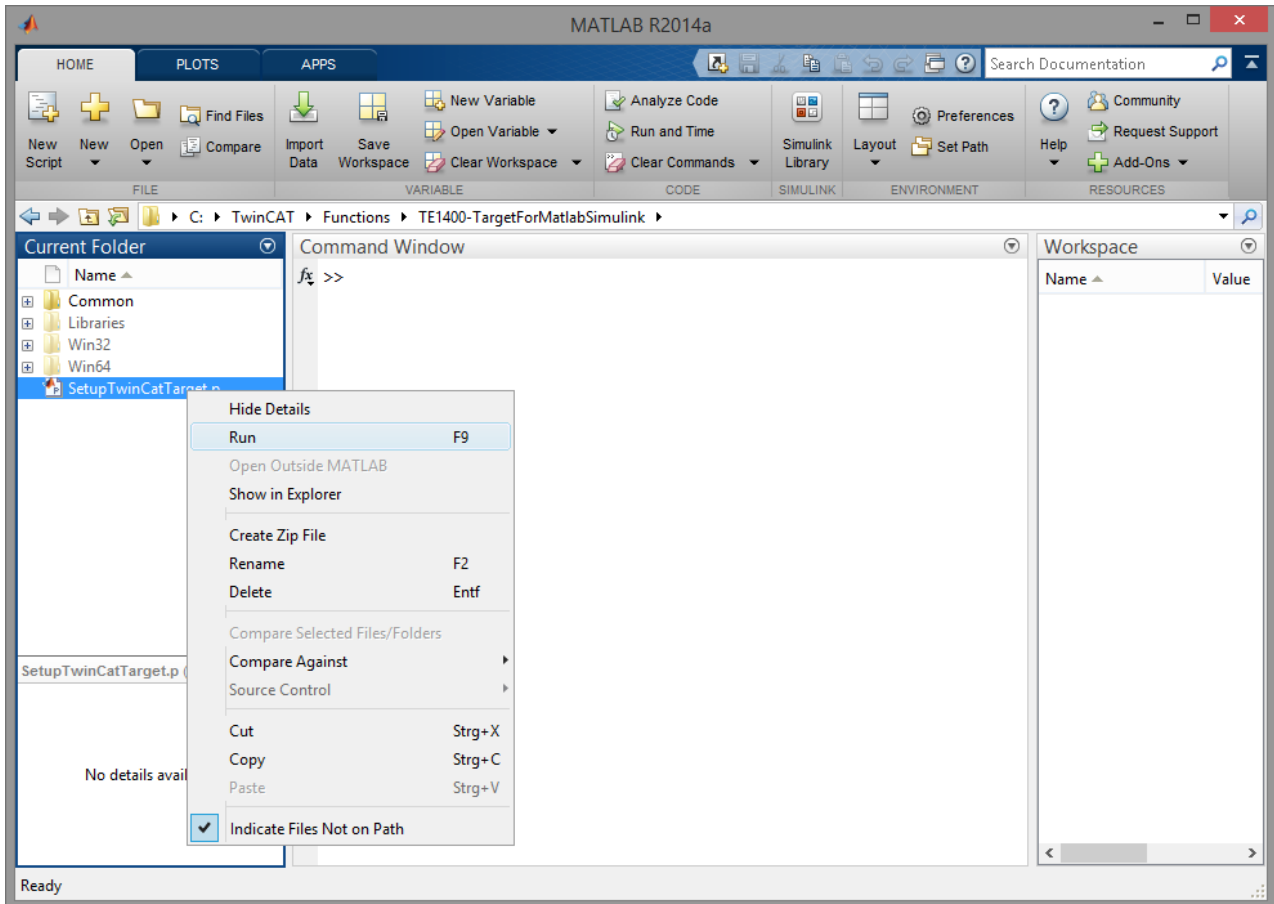 MATLAB R2014a
HOME PLOTS APPS Search Documentation
New Script New Open Find Files Compare
Import Data Save Workspace New Variable Open Variable Clear Workspace
Analyze Code Run and Time Clear Commands
Simulink Library Layout Preferences Set Path
Help Community Request Support Add-Ons
FILE VARIABLE CODE SIMULINK ENVIRONMENT RESOURCES
C: TwinCAT Functions TE1400-TargetForMatlabSimulink
Current Folder Command Window Workspace
Name fx >> Name Value
Common
Libraries
Win32
Win64
SetupTwinCatTarget.p
Hide Details
Run F9
Open Outside MATLAB
Show in Explorer
Create Zip File
Rename F2
Delete Entf
Compare Selected Files/Folders
Compare Against
Source Control
Cut Strg+X
Copy Strg+C
Paste Strg+V
Indicate Files Not on Path
SetupTwinCatTarget.p (
No details avail
Ready